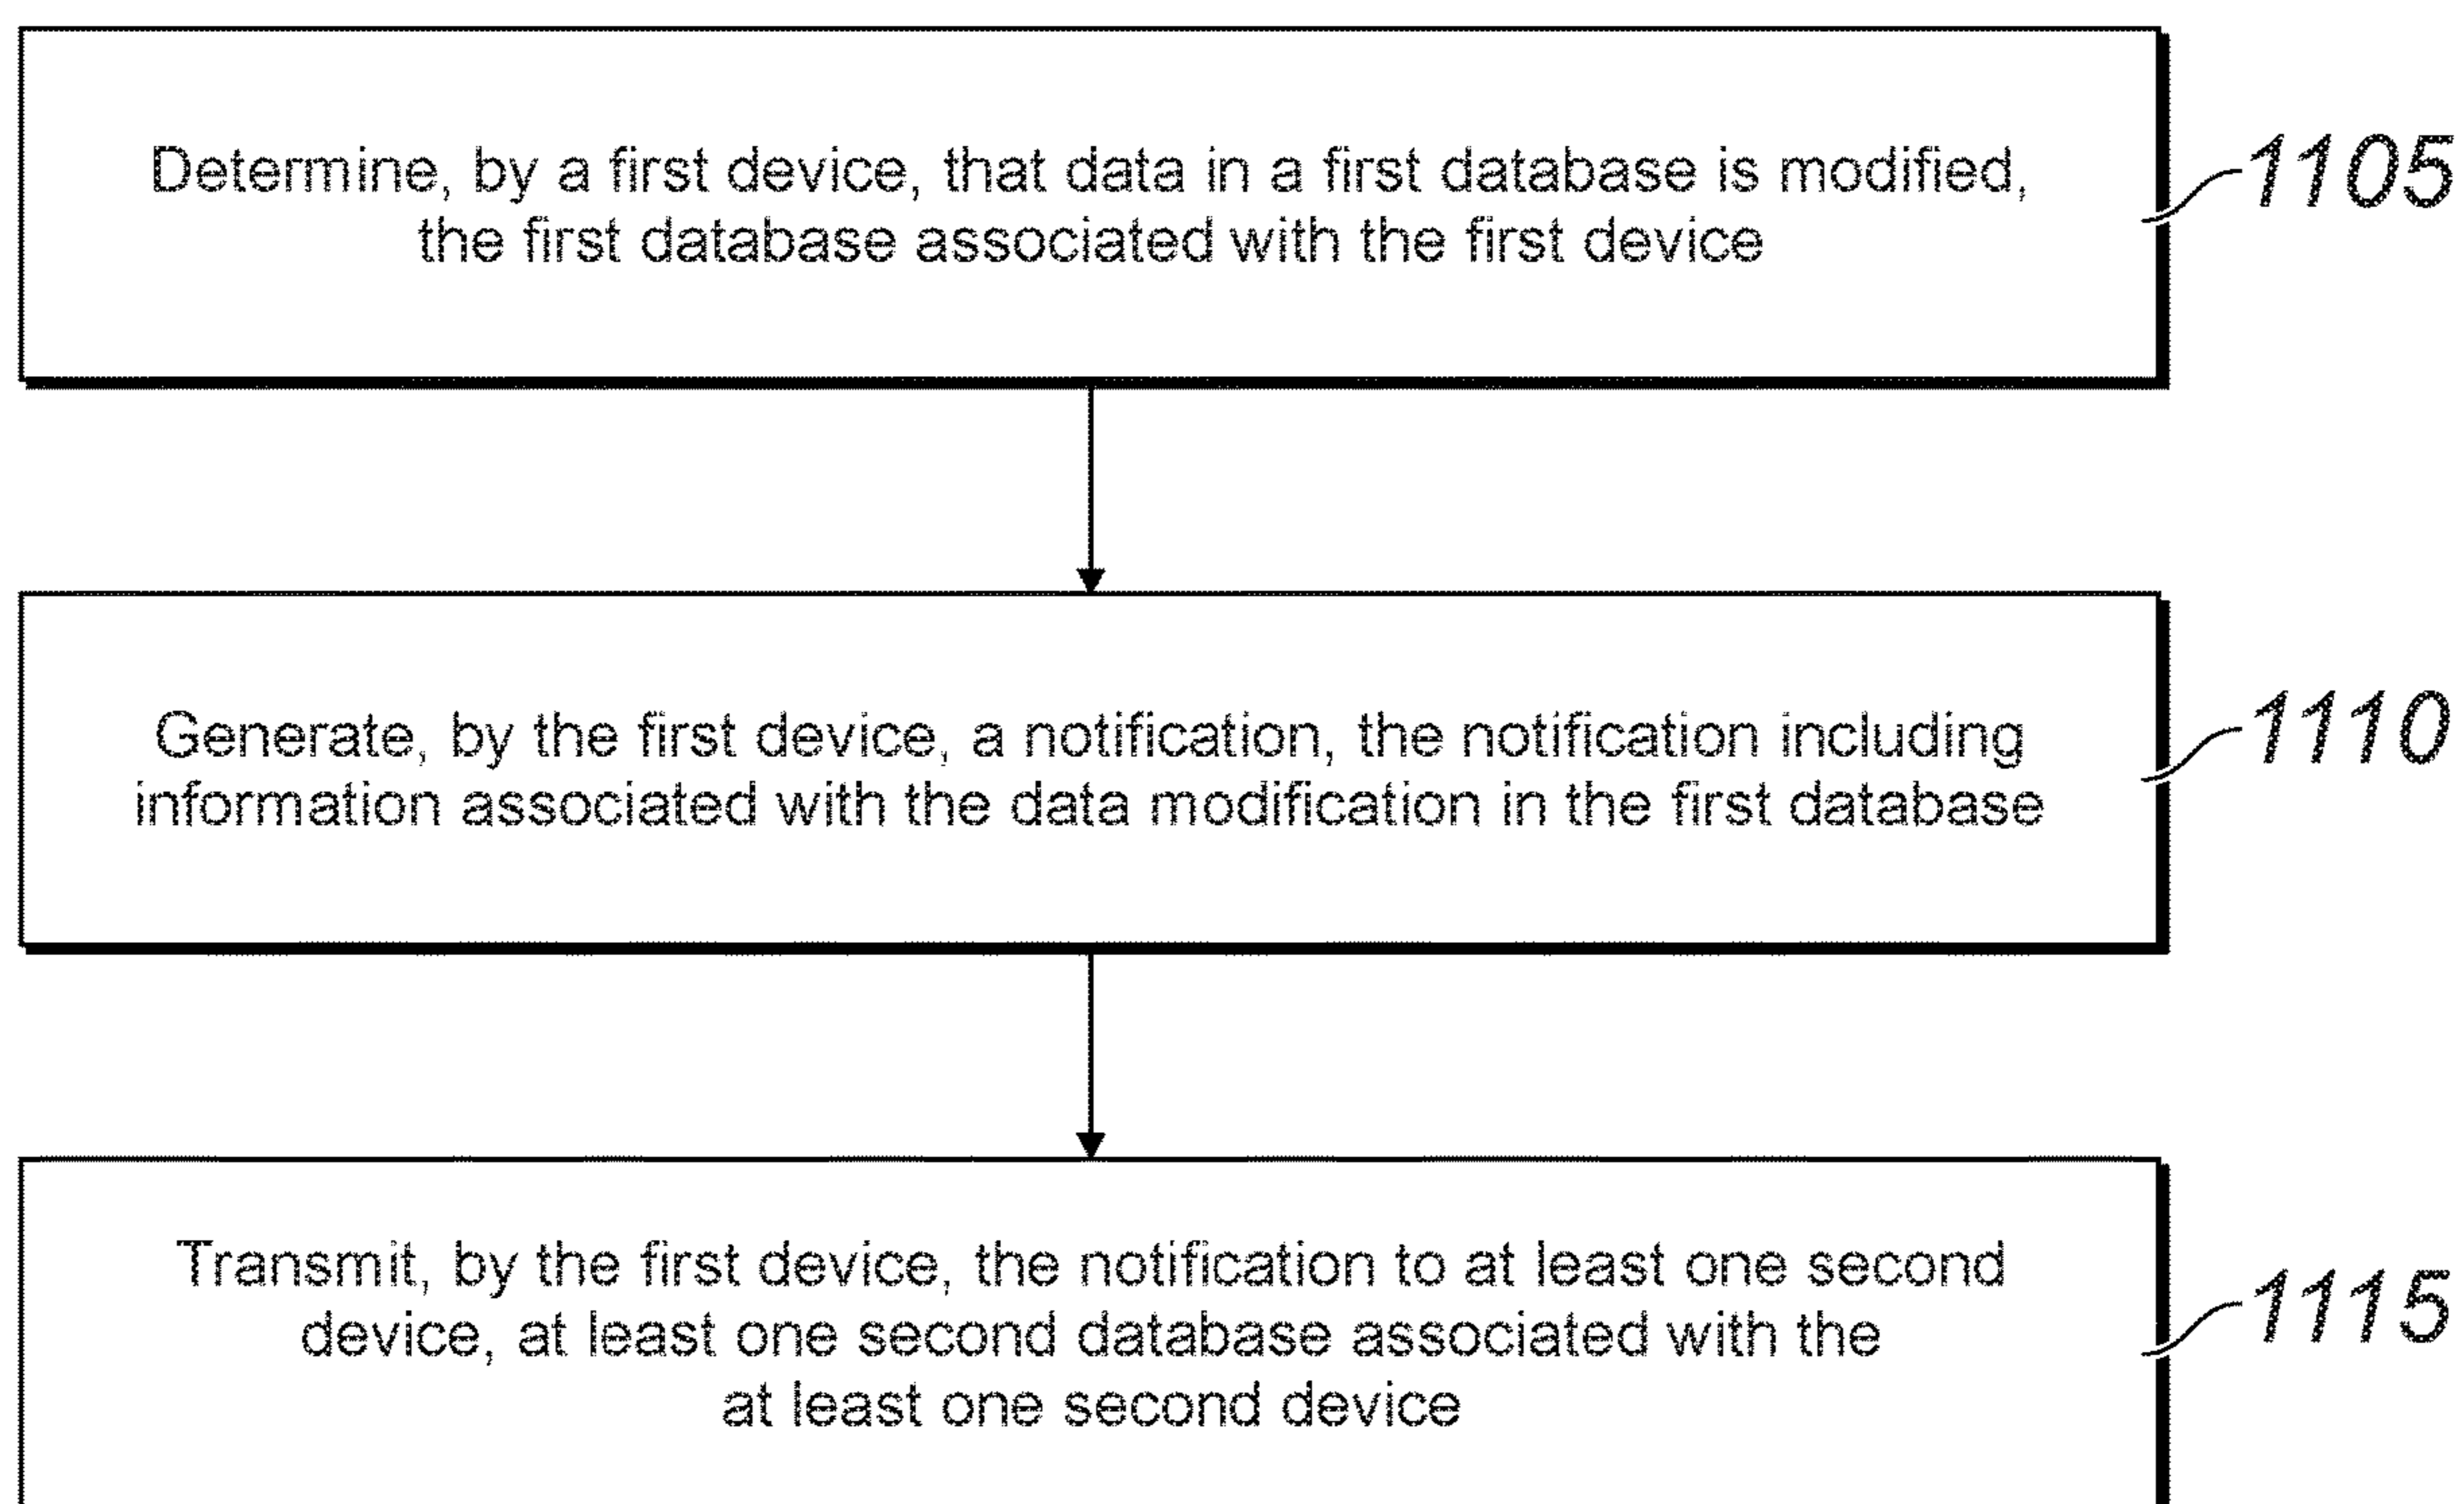 Determine, by a first device, that data in a first database is modified,
the first database associated with the first device
1105
Generate, by the first device, a notification, the notification including
information associated with the data modification in the first database
1110
Transmit, by the first device, the notification to at least one second
device, at least one second database associated with the
at least one second device
1115